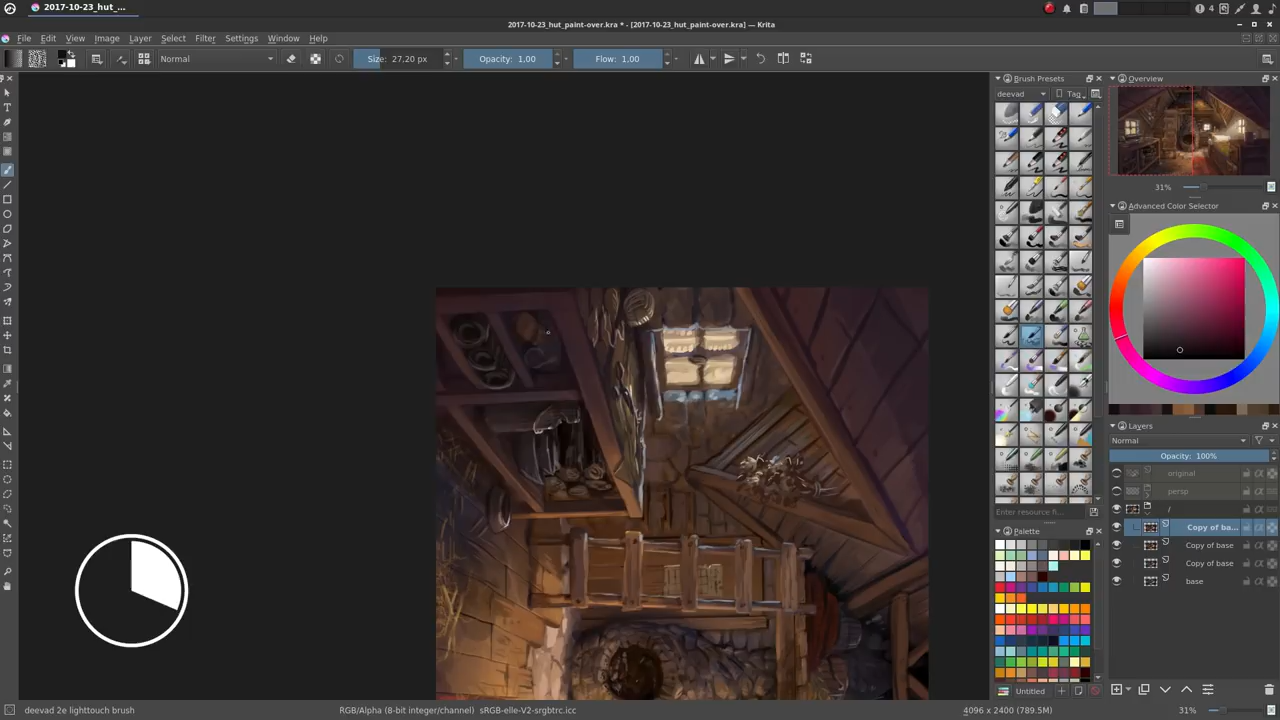 2017-10-23_hut_...
4
2017-10-23_hut_paint-over.kra * - [2017-10-23_hut_paint-over.kra] — Krita
File Edit View Image Layer Select Filter Settings Window Help
Normal Size: 27,20 px Opacity: 1,00 Flow: 1,00
Brush Presets
deevad Tag
Enter resource fi...
Palette
Untitled
Overview
31%
Advanced Color Selector
Layers
Normal
Opacity: 100%
original
persp
/
Copy of ba...
Copy of base
Copy of base
base
deevad 2e lighttouch brush RGB/Alpha (8-bit integer/channel) sRGB-elle-V2-srgbtrc.icc 4096 x 2400 (789.5M) 31%